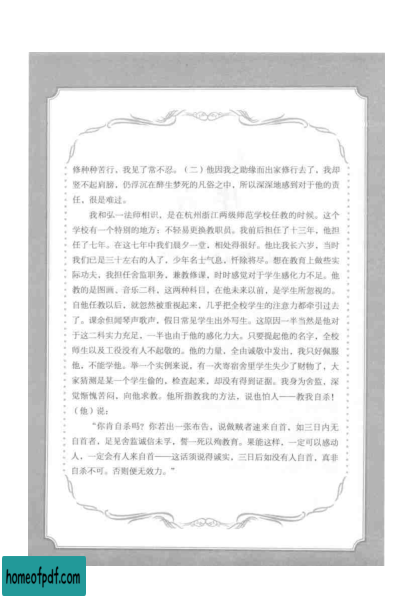 修种种苦行，我见了常不忍。（二）他因我之助缘而出家修行去了，我却
竖不起肩膀，仍浮沉在醉生梦死的凡俗之中，所以深深地感到对于他的责
任，很是难过。
我和弘一法师相识，是在杭州浙江两级师范学校任教的时候。这个
学校有一个特别的地方：不轻易更换教职员。我前后担任了十三年，他担
任了七年。在这七年中我们晨夕一堂，相处得很好。他比我长六岁，当时
我们已是三十左右的人了，少年名士气息，忏除将尽。想在教育上做些实
际功夫，我担任舍监职务，兼教修课，时时感觉对于学生感化力不足。他
教的是图画、音乐二科，这两种科目，在他未来以前，是学生所忽视的。
自他任教以后，就忽然被重视起来，几乎把全校学生的注意力都牵引过去
了。课余但闻琴声歌声，假日常见学生出外写生。这原因一半当然是他对
于这二科实力充足，一半也由于他的感化力大。只要提起他的名字，全校
师生以及工役没有人不起敬的。他的力量，全由诚敬中发出，我只好佩服
他，不能学他。举一个实例来说，有一次寄宿舍里学生失少了财物了，大
家猜测是某一个学生偷的，检查起来，却没有得到证据。我身为舍监，深
觉惭愧苦闷，向他求教。他所指教我的方法，说也怕人——教我自杀！
（他）说：
“你肯自杀吗？你若出一张布告，说做贼者速来自首，如三日内无
自首者，足见舍监诚信未孚，誓一死以殉教育。果能这样，一定可以感动
人，一定会有人来自首——这话须说得诚实，三日后如没有人自首，真非
自杀不可。否则便无效力。”
homeofpdf.com